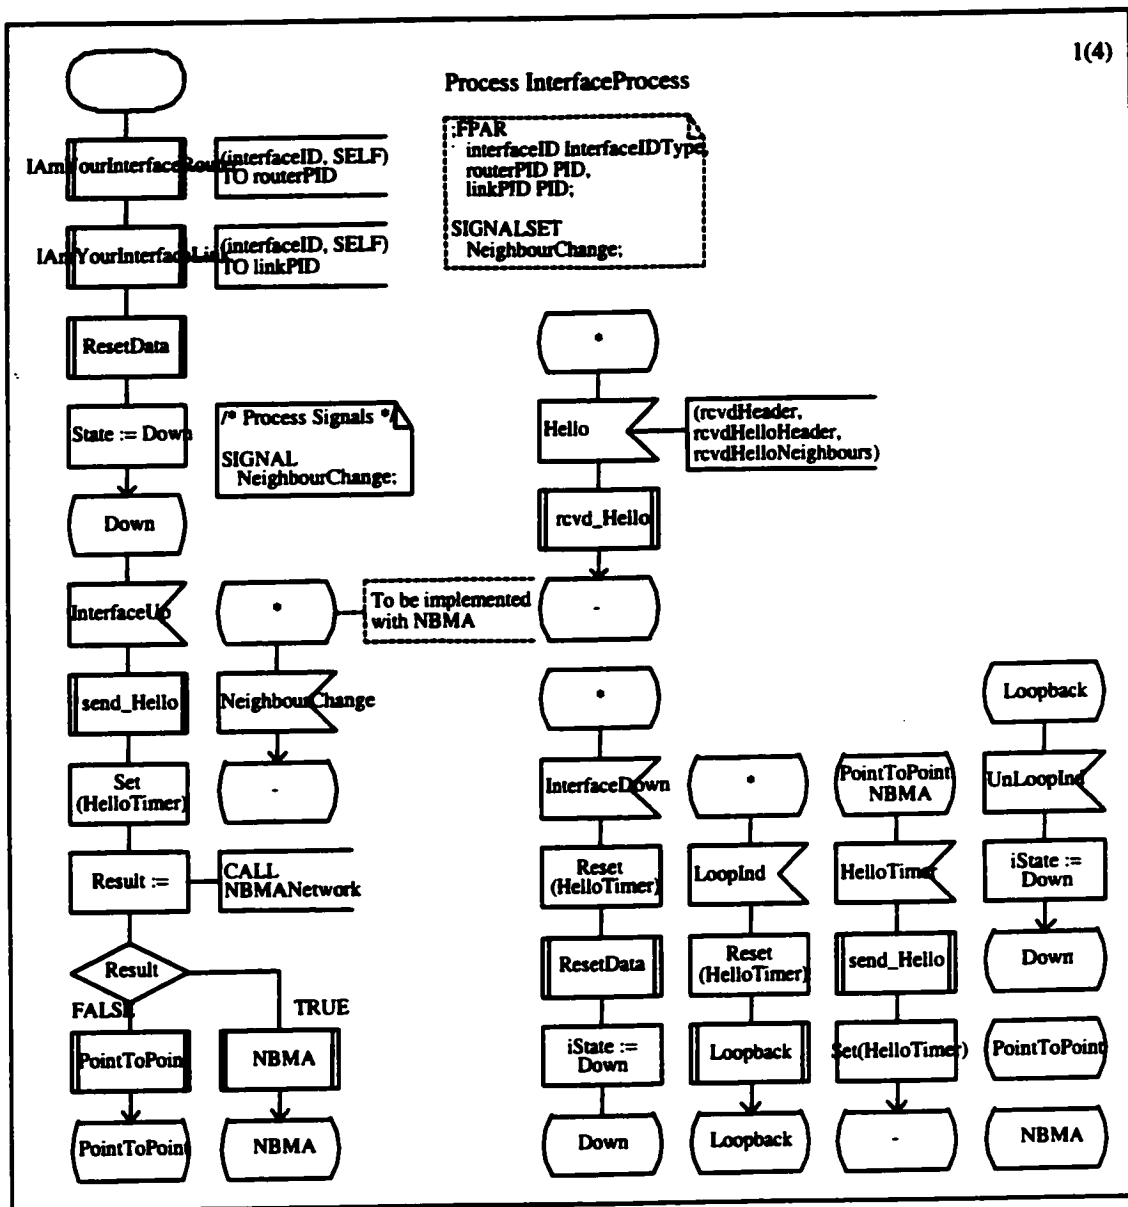 1(4)
Process InterfaceProcess
;FPAR
interfaceID InterfaceIDType,
routerPID PID,
linkPID PID;
SIGNALSET
NeighbourChange;
IAmYourInterfaceRouter
(interfaceID, SELF)
TO routerPID
IAmYourInterfaceLink
(interfaceID, SELF)
TO linkPID
ResetData
State := Down
/* Process Signals */
SIGNAL
NeighbourChange;
Down
InterfaceUp
send_Hello
Set
(HelloTimer)
Result :=
CALL
NBMANetwork
Result
FALSE
TRUE
PointToPoint
NBMA
PointToPoint
NBMA
*
To be implemented
with NBMA
NeighbourChange
-
*
Hello
(rcvdHeader,
rcvdHelloHeader,
rcvdHelloNeighbours)
rcvd_Hello
-
*
InterfaceDown
Reset
(HelloTimer)
ResetData
iState :=
Down
Down
*
LoopInd
Reset
(HelloTimer)
Loopback
Loopback
PointToPoint
NBMA
HelloTimer
send_Hello
Set(HelloTimer)
-
Loopback
UnLoopInd
iState :=
Down
Down
PointToPoint
NBMA